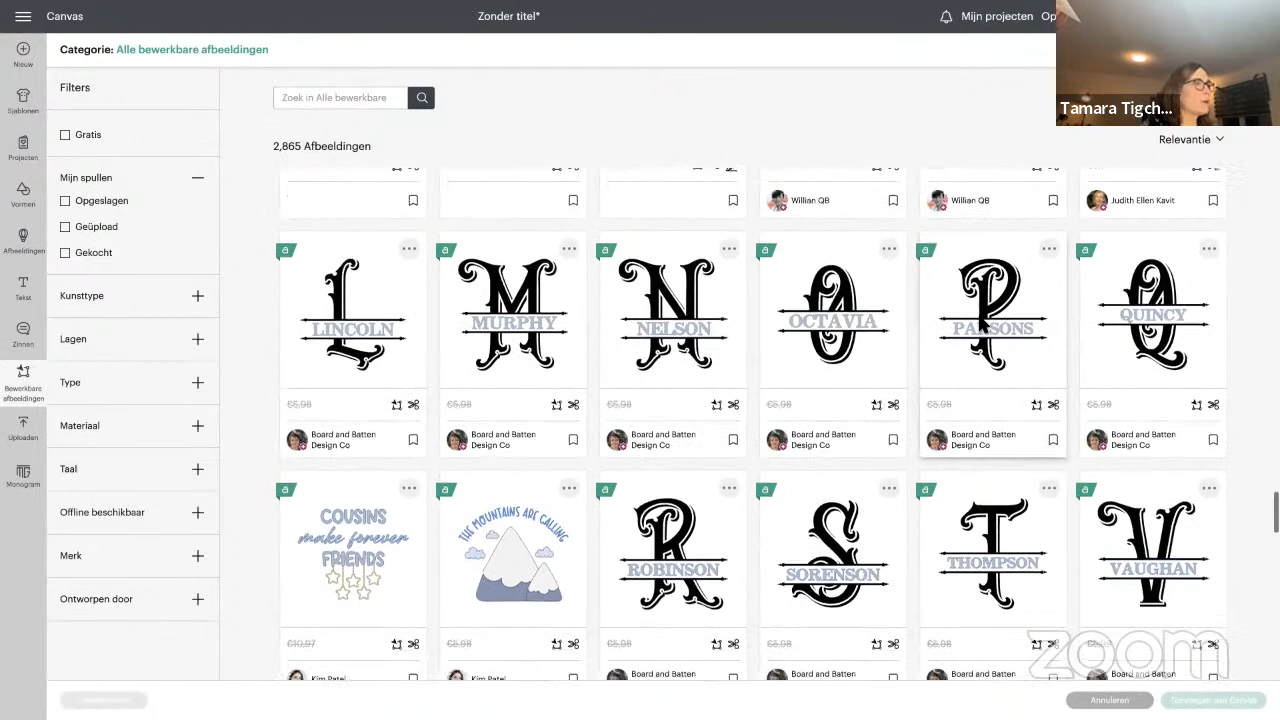 Canvas
Zonder titel*
Mijn projecten
Op
Tamara Tigch...
Categorie: Alle bewerkbare afbeeldingen
Nieuw
Sjablonen
Projecten
Vormen
Afbeeldingen
Tekst
Zinnen
Bewerkbare
afbeeldingen
Uploaden
Monogram
Filters
Gratis
Mijn spullen
Opgeslagen
Geüpload
Gekocht
Kunsttype
Lagen
Type
Materiaal
Taal
Offline beschikbaar
Merk
Ontworpen door
Zoek in Alle bewerkbare
2,865 Afbeeldingen
Relevantie
Willian QB
Willian QB
Judith Ellen Kavit
a a a a a a
L M N O P Q
LINCOLN
MURPHY
NELSON
OCTAVIA
PARSONS
QUINCY
€5,98 €5,98 €5,98 €5,98 €5,98 €5,98
Board and Batten
Design Co
Board and Batten
Design Co
Board and Batten
Design Co
Board and Batten
Design Co
Board and Batten
Design Co
Board and Batten
Design Co
a a a a a a
COUSINS
make forever
FRIENDS
THE MOUNTAINS ARE CALLING
R S T V
ROBINSON
SORENSON
THOMPSON
VAUGHAN
€10,97 €5,98 €5,98 €5,98 €5,98 €5,98
Kim Patel
Kim Patel
Board and Batten
Board and Batten
Board and Batten
Board and Batten
zoom
Annuleren
Toevoegen aan Canvas